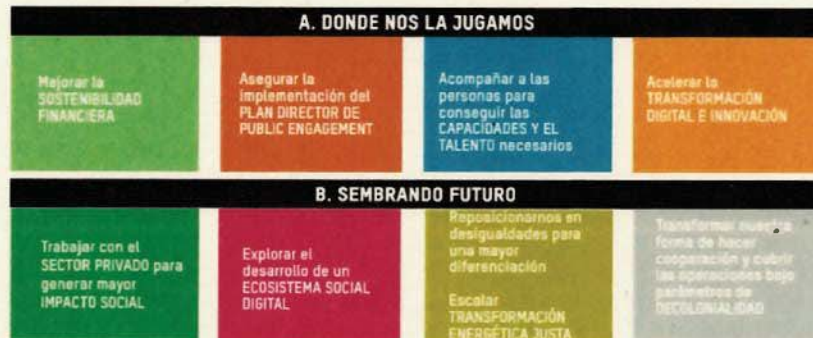 A. DONDE NOS LA JUGAMOS
Mejorar la
SOSTENIBILIDAD
FINANCIERA
Asegurar la
implementación del
PLAN DIRECTOR DE
PUBLIC ENGAGEMENT
Acompañar a las
personas para
conseguir las
CAPACIDADES Y EL
TALENTO necesarios
Acelerar la
TRANSFORMACIÓN
DIGITAL E INNOVACIÓN
B. SEMBRANDO FUTURO
Trabajar con el
SECTOR PRIVADO para
generar mayor
IMPACTO SOCIAL
Explorar el
desarrollo de un
ECOSISTEMA SOCIAL
DIGITAL
Reposicionarnos en
desigualdades para
una mayor
diferenciación
Escalar
TRANSFORMACIÓN
ENERGÉTICA JUSTA
Transformar nuestra
forma de hacer
cooperación y cubrir
las operaciones bajo
parámetros de
DECOLONIALIDAD